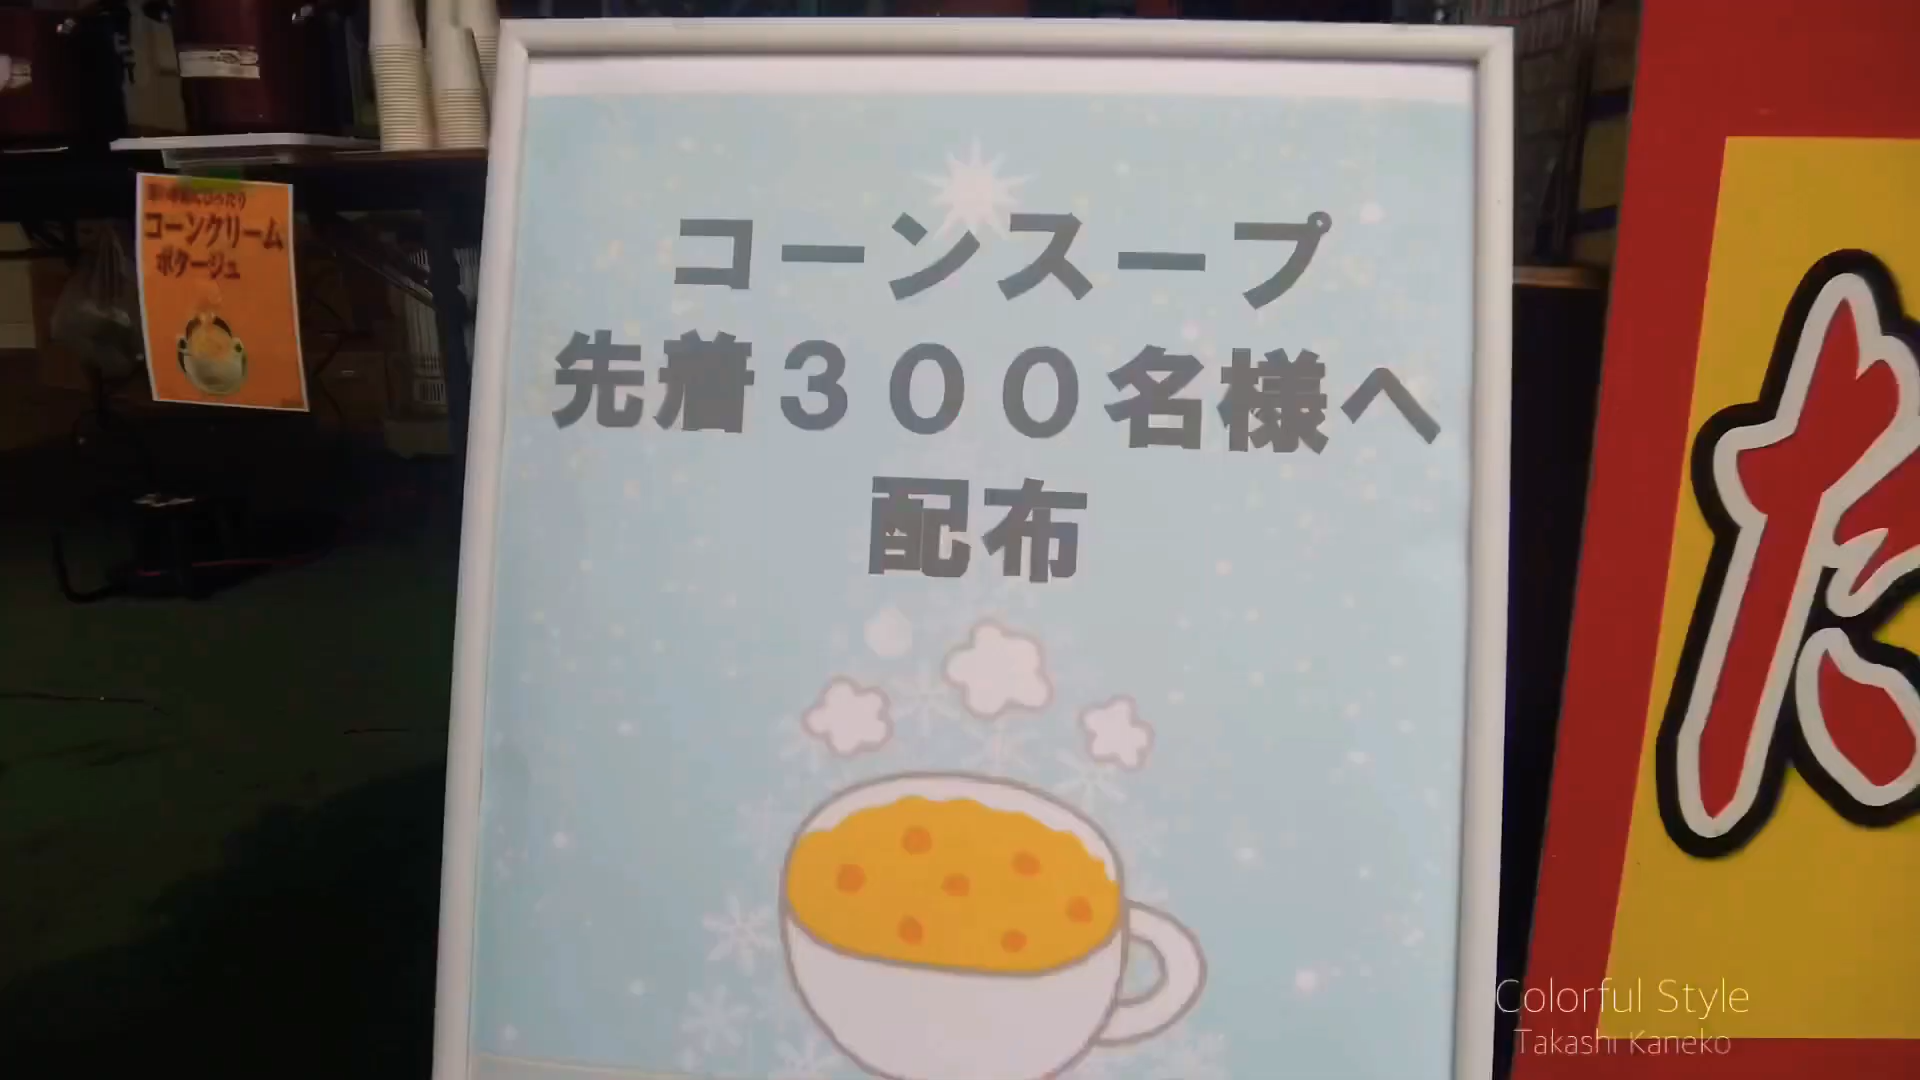 コーンスープ
先着300名様へ
配布
コーンクリーム
ポタージュ
た
Colorful Style
Takashi Kaneko